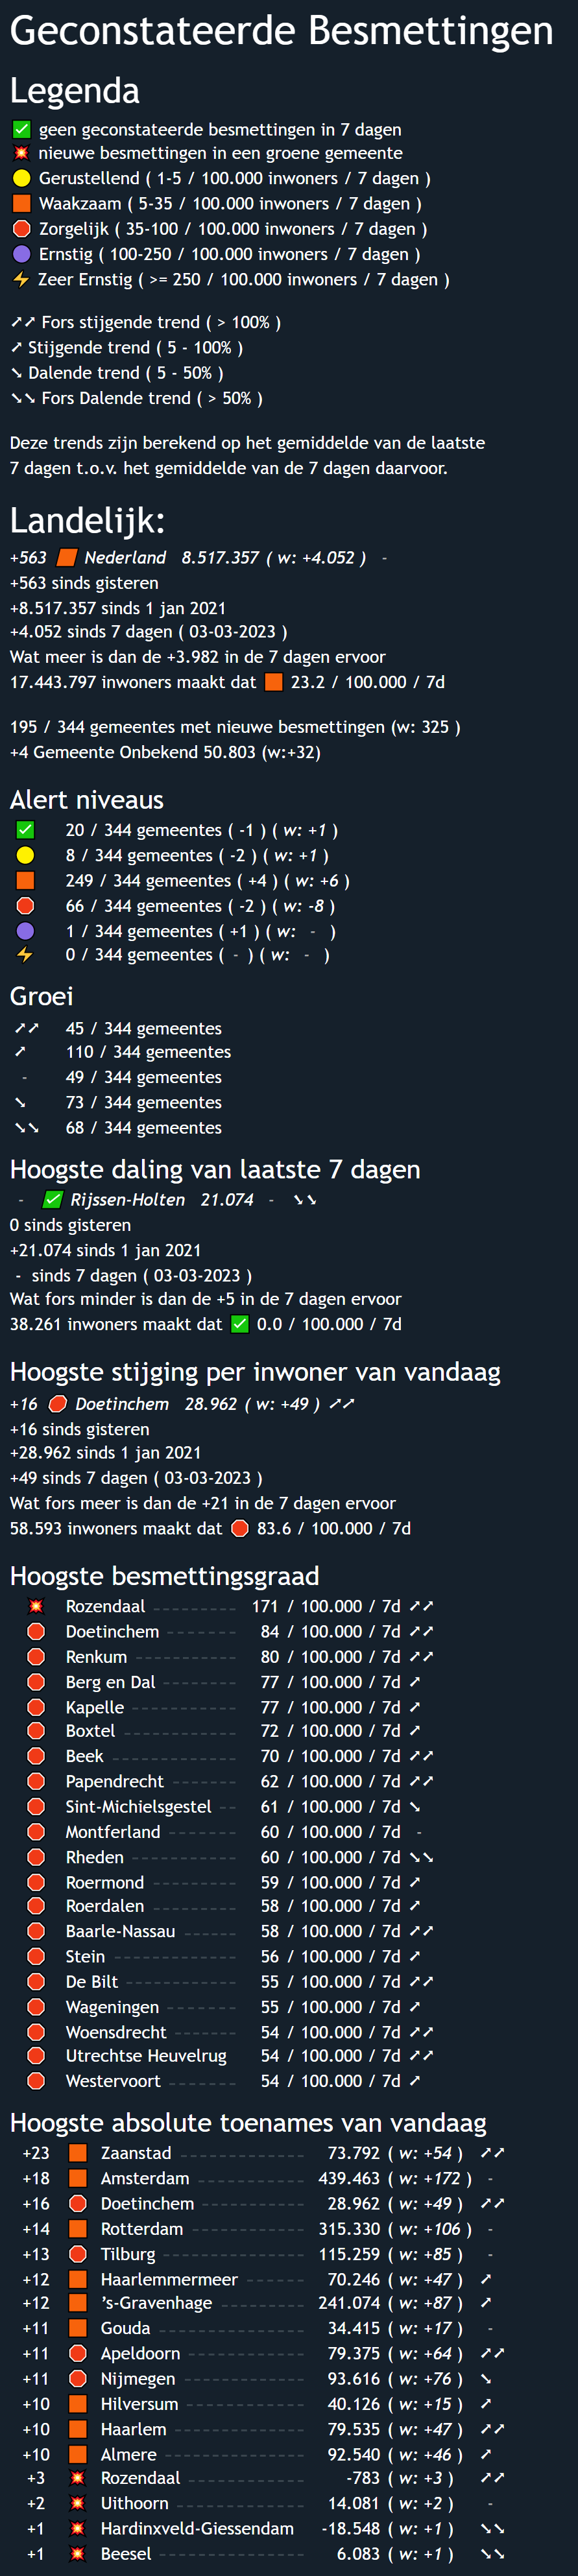 Geconstateerde Besmettingen
Legenda
✅ geen geconstateerde besmettingen in 7 dagen
💥 nieuwe besmettingen in een groene gemeente
🟡 Gerustellend ( 1-5 / 100.000 inwoners / 7 dagen )
🟧 Waakzaam ( 5-35 / 100.000 inwoners / 7 dagen )
🛑 Zorgelijk ( 35-100 / 100.000 inwoners / 7 dagen )
🟣 Ernstig ( 100-250 / 100.000 inwoners / 7 dagen )
⚡ Zeer Ernstig ( >= 250 / 100.000 inwoners / 7 dagen )
➚➚ Fors stijgende trend ( > 100% )
➚ Stijgende trend ( 5 - 100% )
➘ Dalende trend ( 5 - 50% )
➘➘ Fors Dalende trend ( > 50% )
Deze trends zijn berekend op het gemiddelde van de laatste
7 dagen t.o.v. het gemiddelde van de 7 dagen daarvoor.
Landelijk:
+563 🟧 Nederland 8.517.357 ( w: +4.052 ) -
+563 sinds gisteren
+8.517.357 sinds 1 jan 2021
+4.052 sinds 7 dagen ( 03-03-2023 )
Wat meer is dan de +3.982 in de 7 dagen ervoor
17.443.797 inwoners maakt dat 🟧 23.2 / 100.000 / 7d
195 / 344 gemeentes met nieuwe besmettingen (w: 325 )
+4 Gemeente Onbekend 50.803 (w:+32)
Alert niveaus
✅ 20 / 344 gemeentes ( -1 ) ( w: +1 )
🟡 8 / 344 gemeentes ( -2 ) ( w: +1 )
🟧 249 / 344 gemeentes ( +4 ) ( w: +6 )
🛑 66 / 344 gemeentes ( -2 ) ( w: -8 )
🟣 1 / 344 gemeentes ( +1 ) ( w: - )
⚡ 0 / 344 gemeentes ( - ) ( w: - )
Groei
➚➚ 45 / 344 gemeentes
➚ 110 / 344 gemeentes
- 49 / 344 gemeentes
➘ 73 / 344 gemeentes
➘➘ 68 / 344 gemeentes
Hoogste daling van laatste 7 dagen
- ✅ Rijssen-Holten 21.074 - ➘➘
0 sinds gisteren
+21.074 sinds 1 jan 2021
- sinds 7 dagen ( 03-03-2023 )
Wat fors minder is dan de +5 in de 7 dagen ervoor
38.261 inwoners maakt dat ✅ 0.0 / 100.000 / 7d
Hoogste stijging per inwoner van vandaag
+16 🛑 Doetinchem 28.962 ( w: +49 ) ➚➚
+16 sinds gisteren
+28.962 sinds 1 jan 2021
+49 sinds 7 dagen ( 03-03-2023 )
Wat fors meer is dan de +21 in de 7 dagen ervoor
58.593 inwoners maakt dat 🛑 83.6 / 100.000 / 7d
Hoogste besmettingsgraad
💥 Rozendaal 171 / 100.000 / 7d ➚➚
🛑 Doetinchem 84 / 100.000 / 7d ➚➚
🛑 Renkum 80 / 100.000 / 7d ➚➚
🛑 Berg en Dal 77 / 100.000 / 7d ➚
🛑 Kapelle 77 / 100.000 / 7d ➚
🛑 Boxtel 72 / 100.000 / 7d ➚
🛑 Beek 70 / 100.000 / 7d ➚➚
🛑 Papendrecht 62 / 100.000 / 7d ➚➚
🛑 Sint-Michielsgestel 61 / 100.000 / 7d ➘
🛑 Montferland 60 / 100.000 / 7d -
🛑 Rheden 60 / 100.000 / 7d ➘➘
🛑 Roermond 59 / 100.000 / 7d ➚
🛑 Roerdalen 58 / 100.000 / 7d ➚
🛑 Baarle-Nassau 58 / 100.000 / 7d ➚➚
🛑 Stein 56 / 100.000 / 7d ➚
🛑 De Bilt 55 / 100.000 / 7d ➚➚
🛑 Wageningen 55 / 100.000 / 7d ➚
🛑 Woensdrecht 54 / 100.000 / 7d ➚➚
🛑 Utrechtse Heuvelrug 54 / 100.000 / 7d ➚➚
🛑 Westervoort 54 / 100.000 / 7d ➚
Hoogste absolute toenames van vandaag
+23 🟧 Zaanstad 73.792 ( w: +54 ) ➚➚
+18 🟧 Amsterdam 439.463 ( w: +172 ) -
+16 🛑 Doetinchem 28.962 ( w: +49 ) ➚➚
+14 🟧 Rotterdam 315.330 ( w: +106 ) -
+13 🛑 Tilburg 115.259 ( w: +85 ) -
+12 🟧 Haarlemmermeer 70.246 ( w: +47 ) ➚
+12 🟧 's-Gravenhage 241.074 ( w: +87 ) ➚
+11 🟧 Gouda 34.415 ( w: +17 ) -
+11 🛑 Apeldoorn 79.375 ( w: +64 ) ➚➚
+11 🛑 Nijmegen 93.616 ( w: +76 ) ➘
+10 🟧 Hilversum 40.126 ( w: +15 ) ➚
+10 🟧 Haarlem 79.535 ( w: +47 ) ➚➚
+10 🟧 Almere 92.540 ( w: +46 ) ➚
+3 💥 Rozendaal -783 ( w: +3 ) ➚➚
+2 💥 Uithoorn 14.081 ( w: +2 ) -
+1 💥 Hardinxveld-Giessendam -18.548 ( w: +1 ) ➘➘
+1 💥 Beesel 6.083 ( w: +1 ) ➘➘